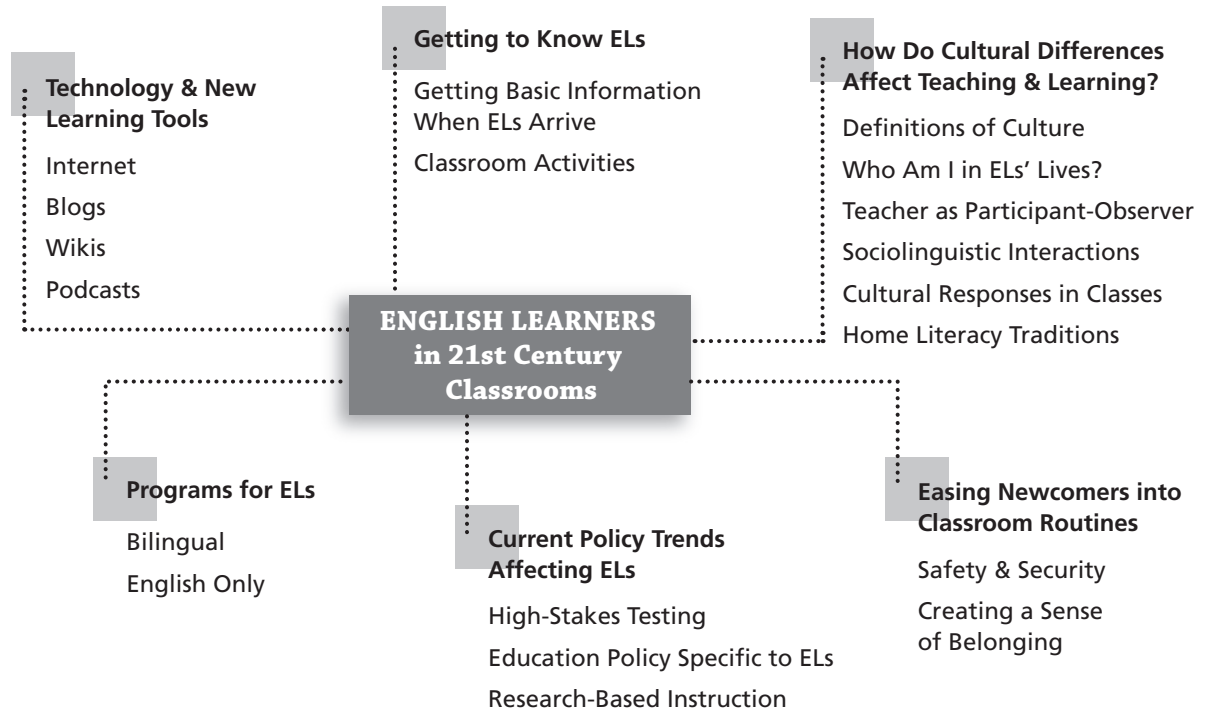 Technology & New
Learning Tools
Internet
Blogs
Wikis
Podcasts
Getting to Know ELs
Getting Basic Information
When ELs Arrive
Classroom Activities
How Do Cultural Differences
Affect Teaching & Learning?
Definitions of Culture
Who Am I in ELs’ Lives?
Teacher as Participant-Observer
Sociolinguistic Interactions
Cultural Responses in Classes
Home Literacy Traditions
ENGLISH LEARNERS
in 21st Century
Classrooms
Programs for ELs
Bilingual
English Only
Current Policy Trends
Affecting ELs
High-Stakes Testing
Education Policy Specific to ELs
Research-Based Instruction
Easing Newcomers into
Classroom Routines
Safety & Security
Creating a Sense
of Belonging